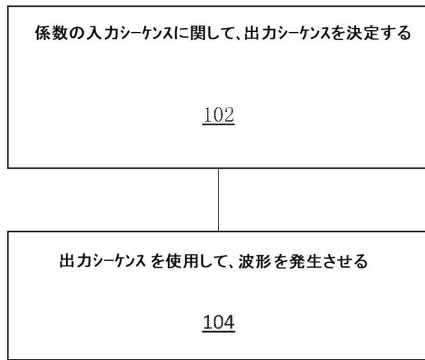 係数の入力シーケンスに関して、出力シーケンスを決定する
102
出力シーケンスを使用して、波形を発生させる
104